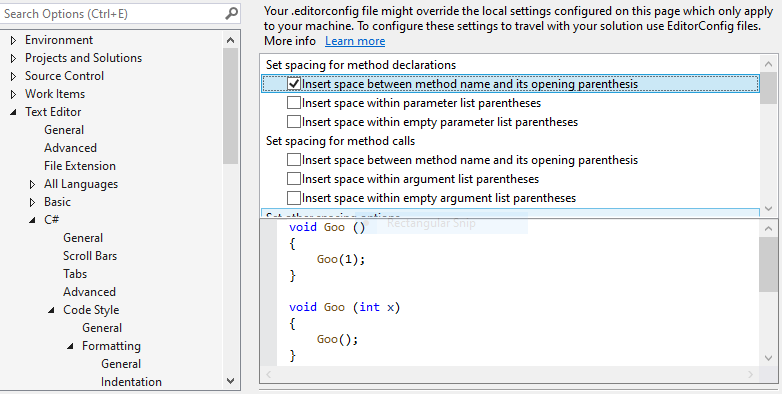 Search Options (Ctrl+E)
Environment
Projects and Solutions
Source Control
Work Items
Text Editor
General
Advanced
File Extension
All Languages
Basic
C#
General
Scroll Bars
Tabs
Advanced
Code Style
General
Formatting
General
Indentation
Your .editorconfig file might override the local settings configured on this page which only apply
to your machine. To configure these settings to travel with your solution use EditorConfig files.
More info Learn more
Set spacing for method declarations
Insert space between method name and its opening parenthesis
Insert space within parameter list parentheses
Insert space within empty parameter list parentheses
Set spacing for method calls
Insert space between method name and its opening parenthesis
Insert space within argument list parentheses
Insert space within empty argument list parentheses
Set other spacing options
Rectangular Snip
void Goo ()
{
Goo(1);
}
void Goo (int x)
{
Goo();
}